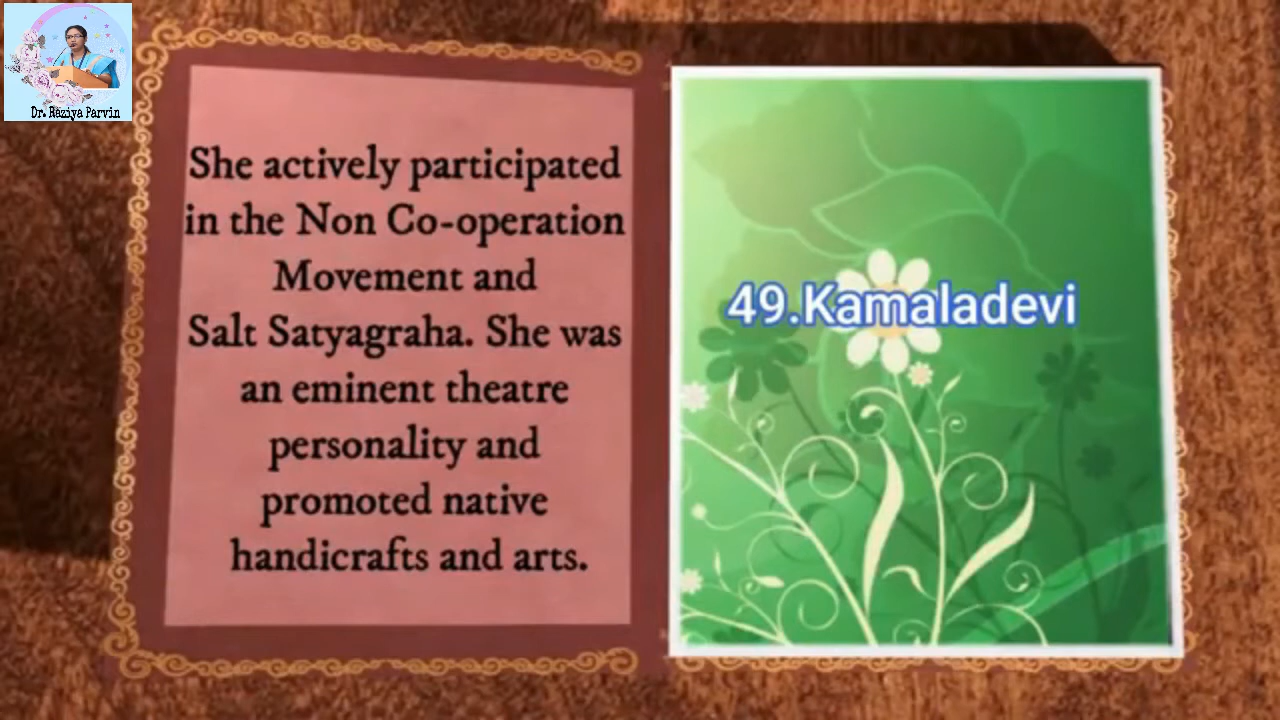 Dr. Raziya Parvin
She actively participated
in the Non Co-operation
Movement and
Salt Satyagraha. She was
an eminent theatre
personality and
promoted native
handicrafts and arts.
49.Kamaladevi